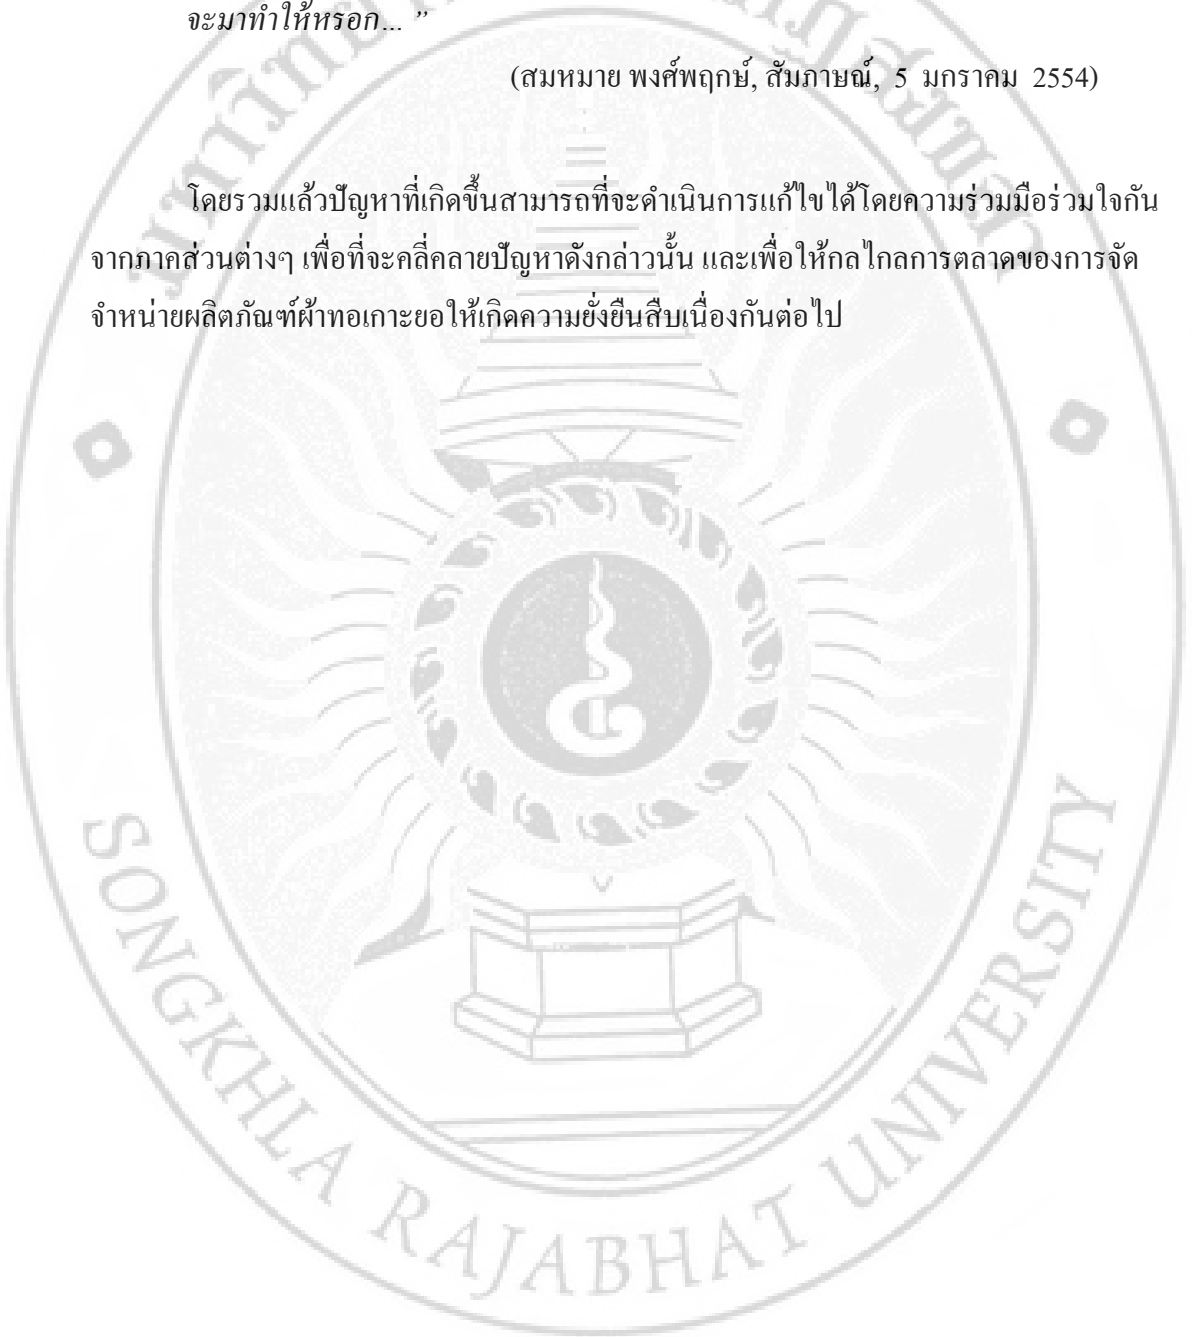 จะมาทำให้หรอก... ”
(สมหมาย พงศ์พฤกษ์, สัมภาษณ์, 5 มกราคม 2554)
โดยรวมแล้วปัญหาที่เกิดขึ้นสามารถที่จะดำเนินการแก้ไขได้โดยความร่วมมือร่วมใจกัน
จากภาคส่วนต่างๆ เพื่อที่จะคลี่คลายปัญหาดังกล่าวนั้น และเพื่อให้กลไกลการตลาดของการจัด
จำหน่ายผลิตภัณฑ์ผ้าทอเกาะยอให้เกิดความยั่งยืนสืบเนื่องกันต่อไป
SONGKHLA RAJABHAT UNIVERSITY